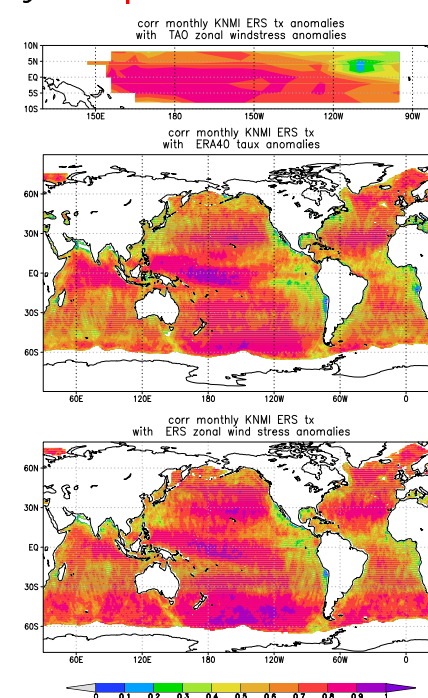 corr monthly KNMI ERS tx anomalies
with TAO zonal windstress anomalies
10N
5N
EQ
5S
10S
150E 180 150W 120W 90W
corr monthly KNMI ERS tx
with ERA40 taux anomalies
60N
30N
EQ
30S
60S
60E 120E 180 120W 60W 0
corr monthly KNMI ERS tx
with ERS zonal wind stress anomalies
60N
30N
EQ
30S
60S
60E 120E 180 120W 60W 0
0 0.1 0.2 0.3 0.4 0.5 0.6 0.7 0.8 0.9